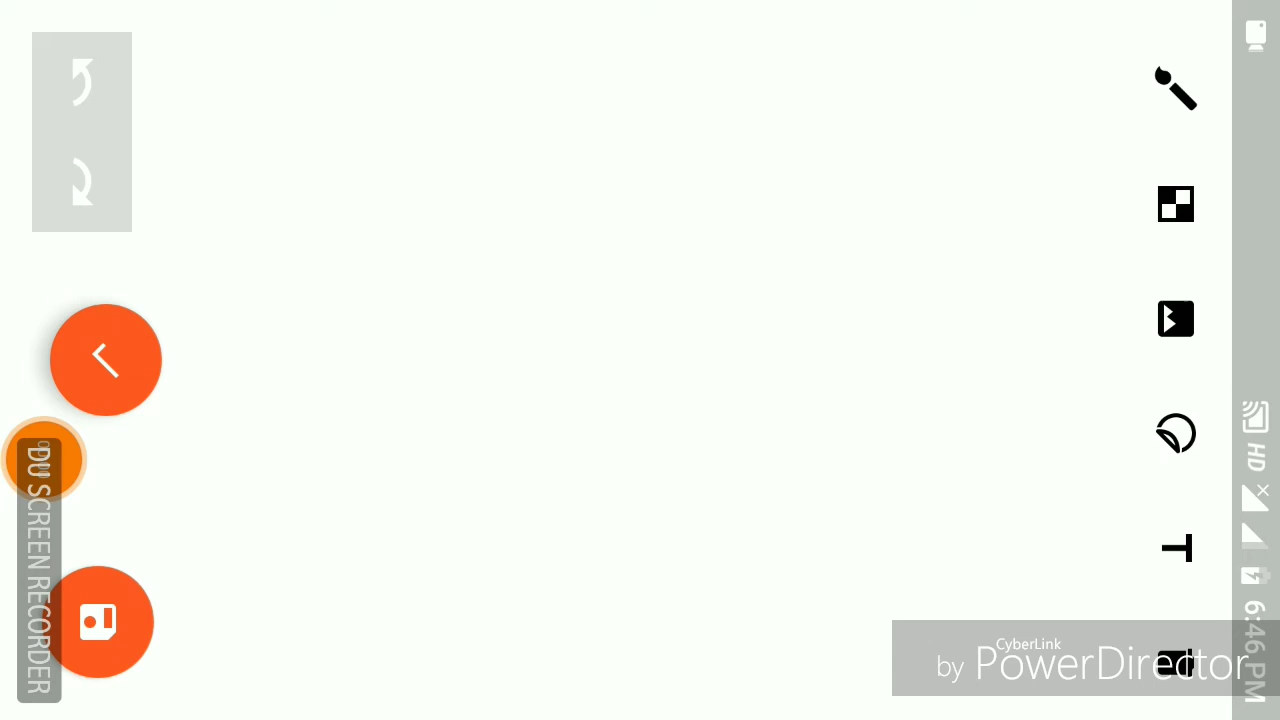 HD
6:46 PM
DU SCREEN RECORDER
CyberLink
by PowerDirector